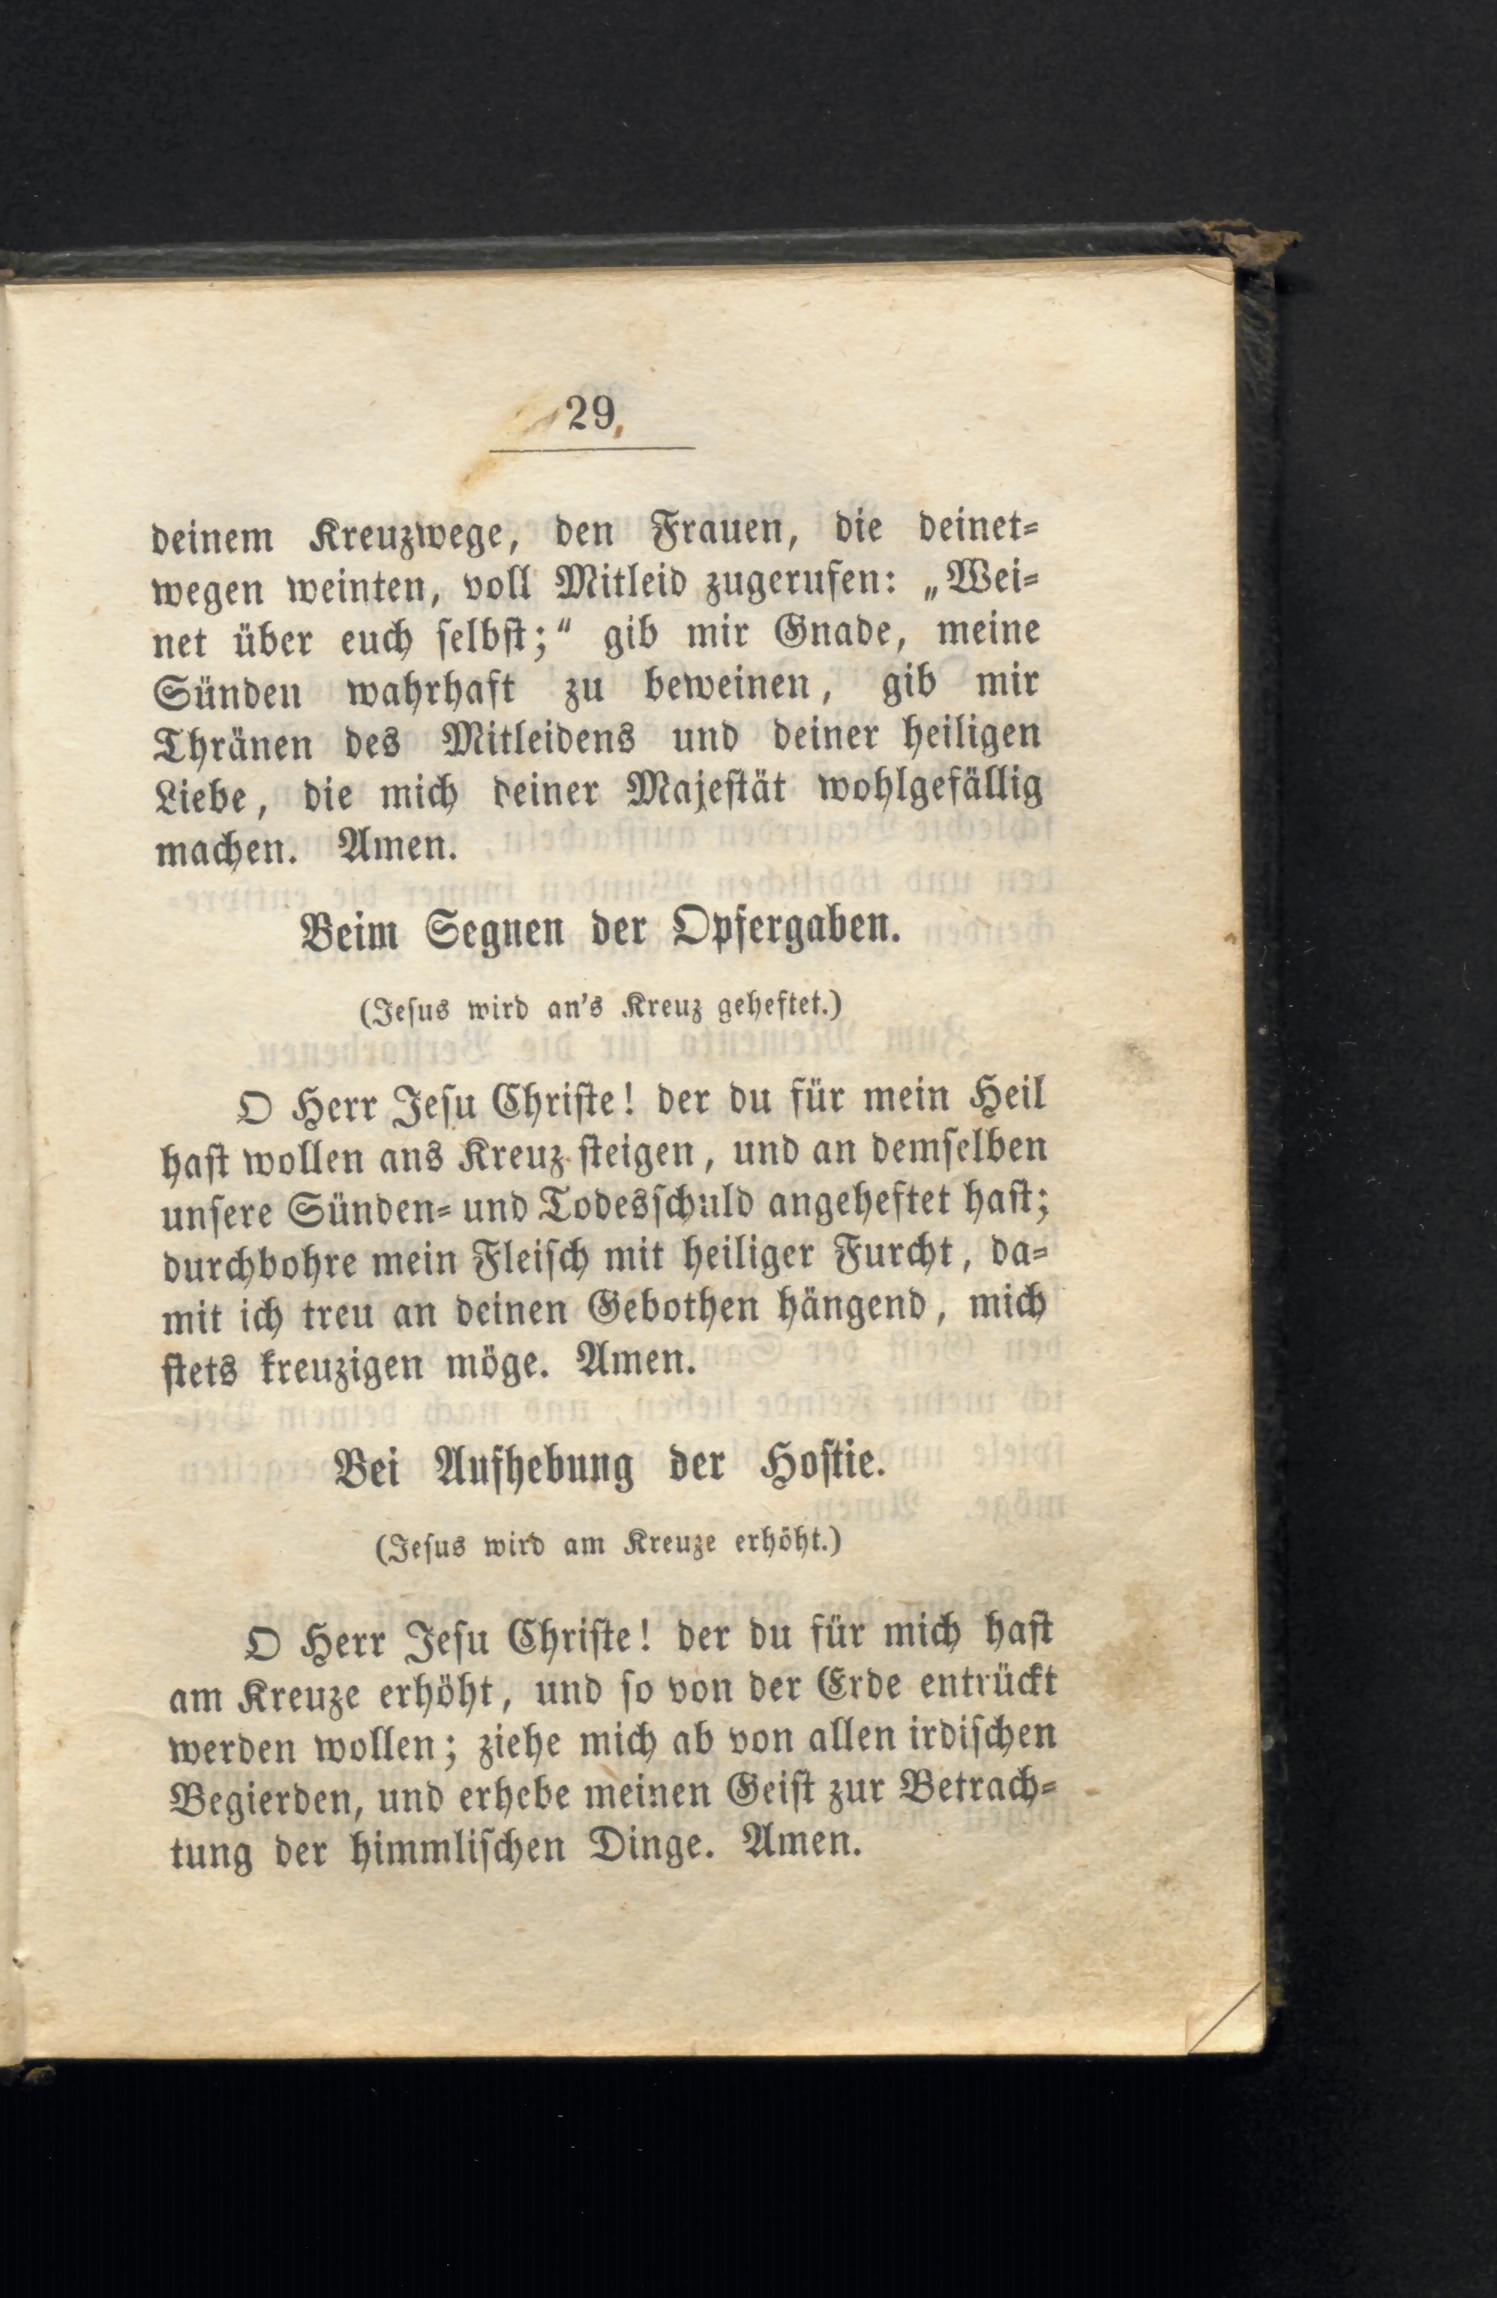 29
deinem Kreuzwege, den Frauen, die deinet-
wegen weinten, voll Mitleid zugerufen: „Wei-
net über euch ſelbſt;“ gib mir Gnade, meine
Sünden wahrhaft zu beweinen, gib mir
Thränen des Mitleidens und deiner heiligen
Liebe, die mich deiner Majeſtät wohlgefällig
machen. Amen.
Beim Segnen der Opfergaben.
(Jeſus wird an's Kreuz geheftet.)
O Herr Jeſu Chriſte! der du für mein Heil
haſt wollen ans Kreuz ſteigen, und an demſelben
unſere Sünden- und Todesſchuld angeheftet haſt;
durchbohre mein Fleiſch mit heiliger Furcht, da-
mit ich treu an deinen Gebothen hängend, mich
ſtets kreuzigen möge. Amen.
Bei Aufhebung der Hoſtie.
(Jeſus wird am Kreuze erhöht.)
O Herr Jeſu Chriſte! der du für mich haſt
am Kreuze erhöht, und ſo von der Erde entrückt
werden wollen; ziehe mich ab von allen irdiſchen
Begierden, und erhebe meinen Geiſt zur Betrach-
tung der himmliſchen Dinge. Amen.